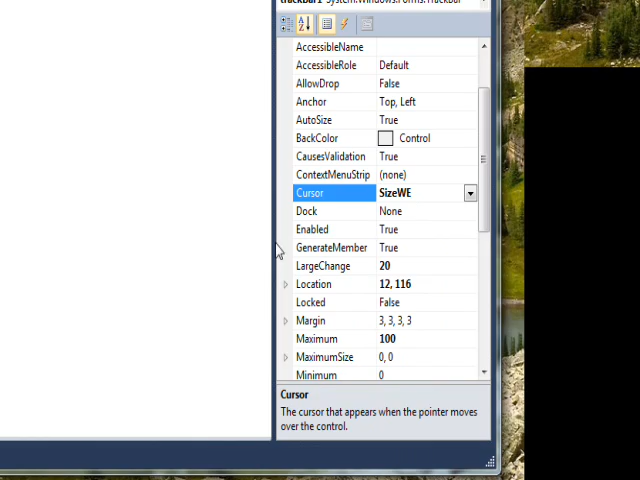 trackBar1 System.Windows.Forms.TrackBar
AccessibleName
AccessibleRole Default
AllowDrop False
Anchor Top, Left
AutoSize True
BackColor Control
CausesValidation True
ContextMenuStrip (none)
Cursor SizeWE
Dock None
Enabled True
GenerateMember True
LargeChange 20
Location 12, 116
Locked False
Margin 3, 3, 3, 3
Maximum 100
MaximumSize 0, 0
Minimum 0
Cursor
The cursor that appears when the pointer moves
over the control.